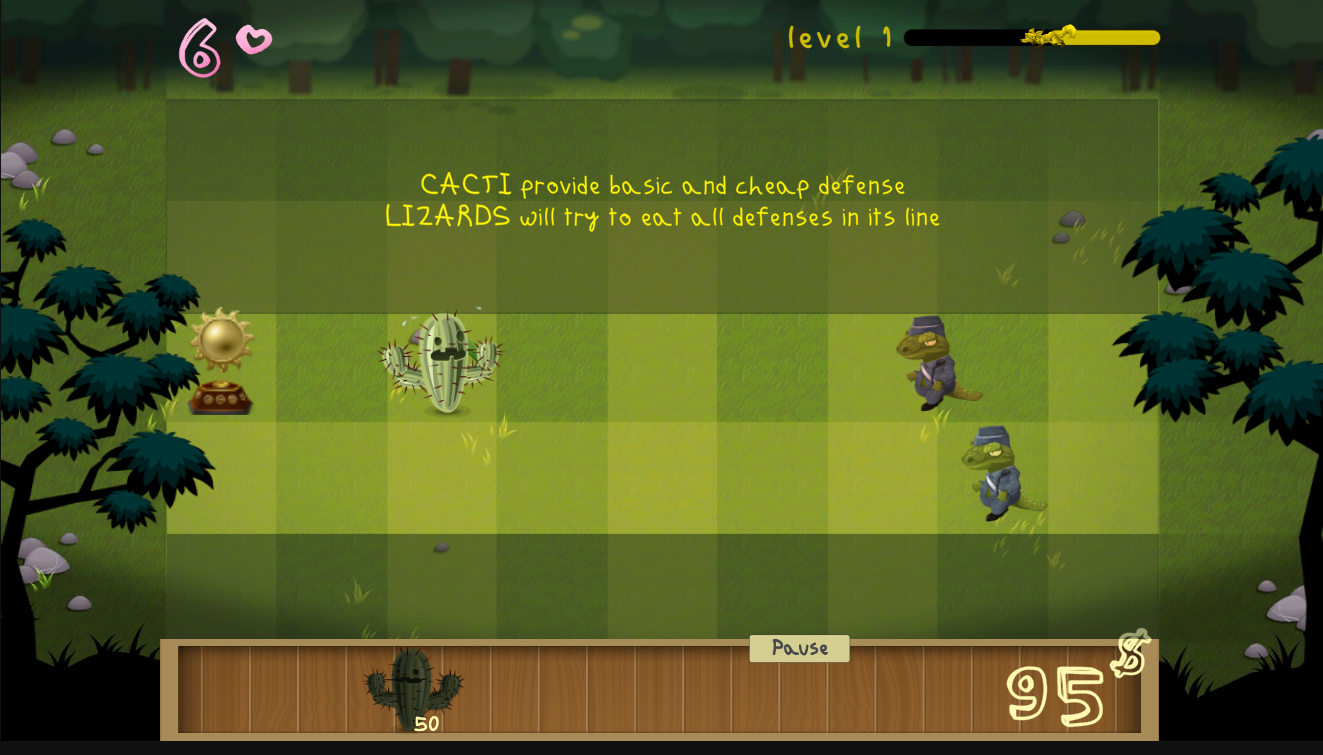 6
level 1
CACTI provide basic and cheap defense
LIZARDS will try to eat all defenses in its line
Pause
50
95$